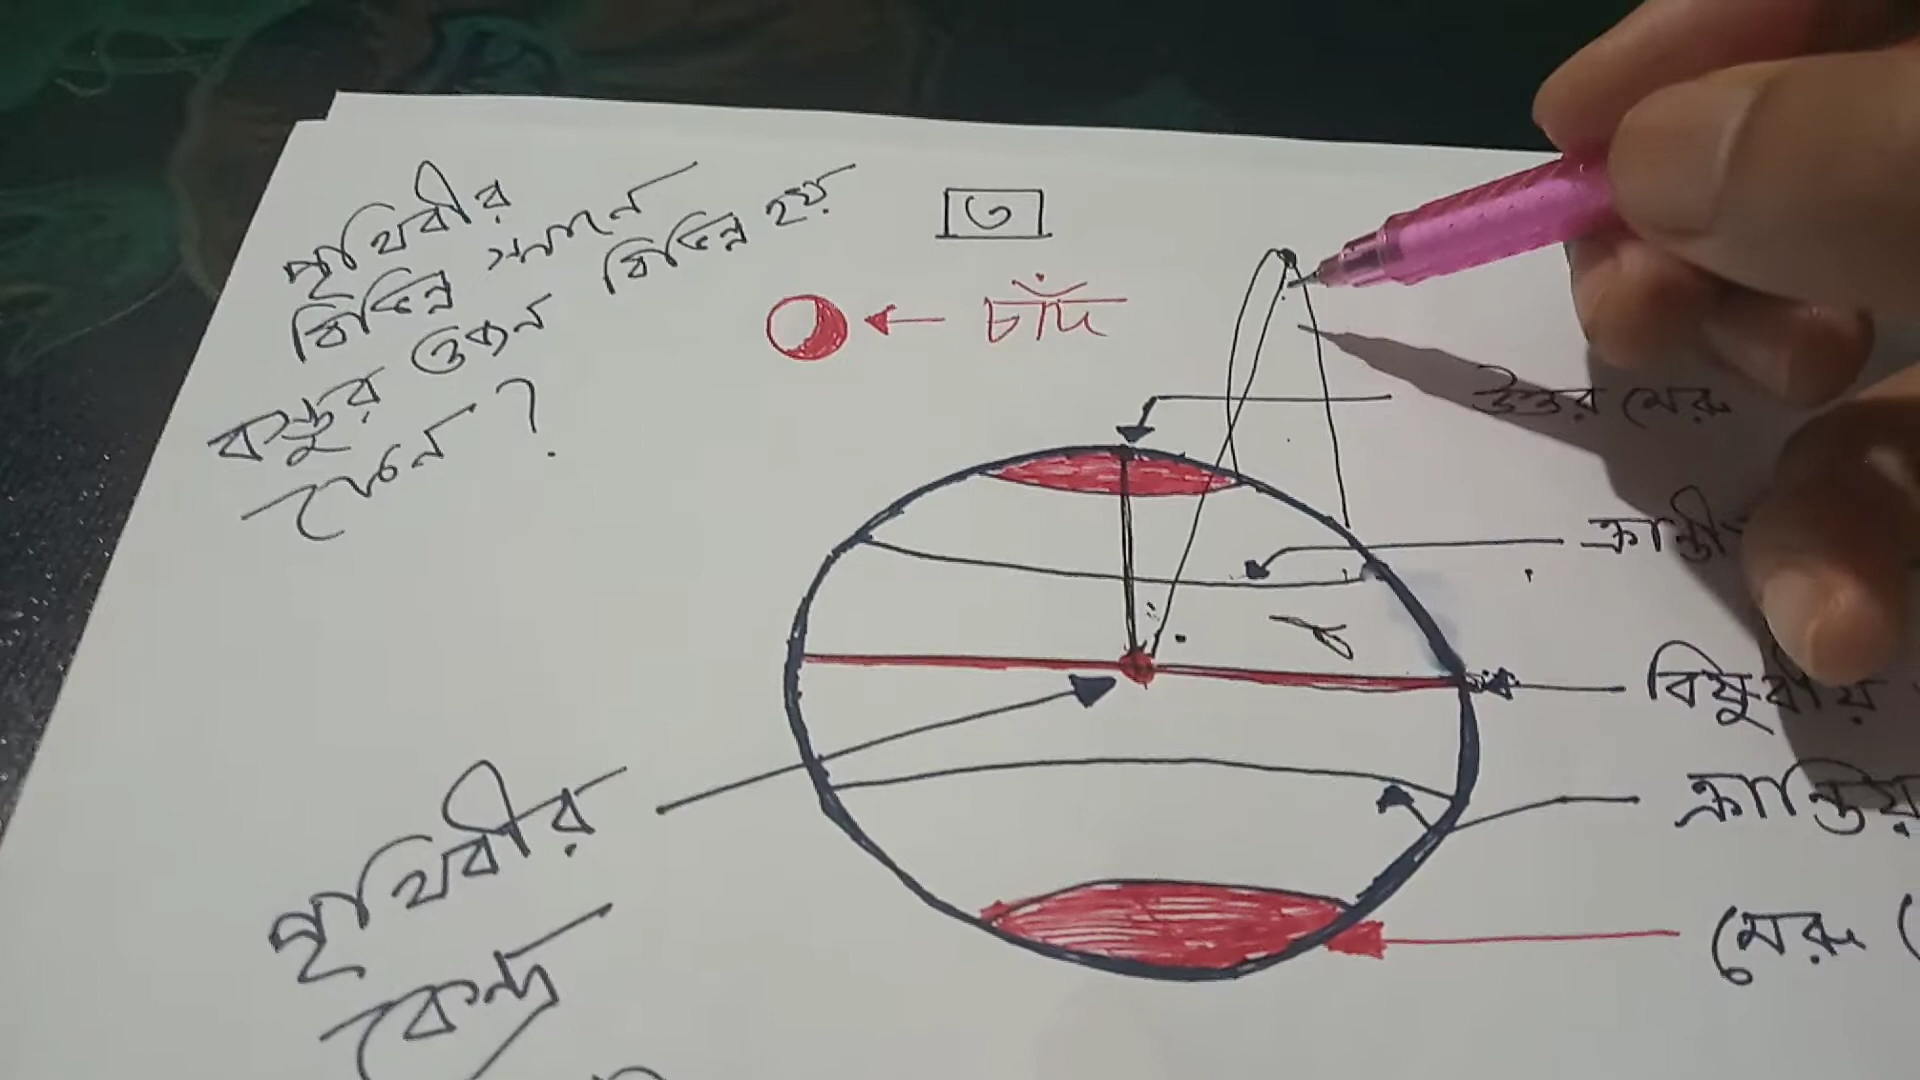 পৃথিবীর
বিভিন্ন স্থানে
বস্তুর ওজন বিভিন্ন হয়
কেন?
৩
চাঁদ
উত্তর মেরু
বিষুবীয়
ক্রান্তিয়
মেরু (
পৃথিবীর
কেন্দ্র